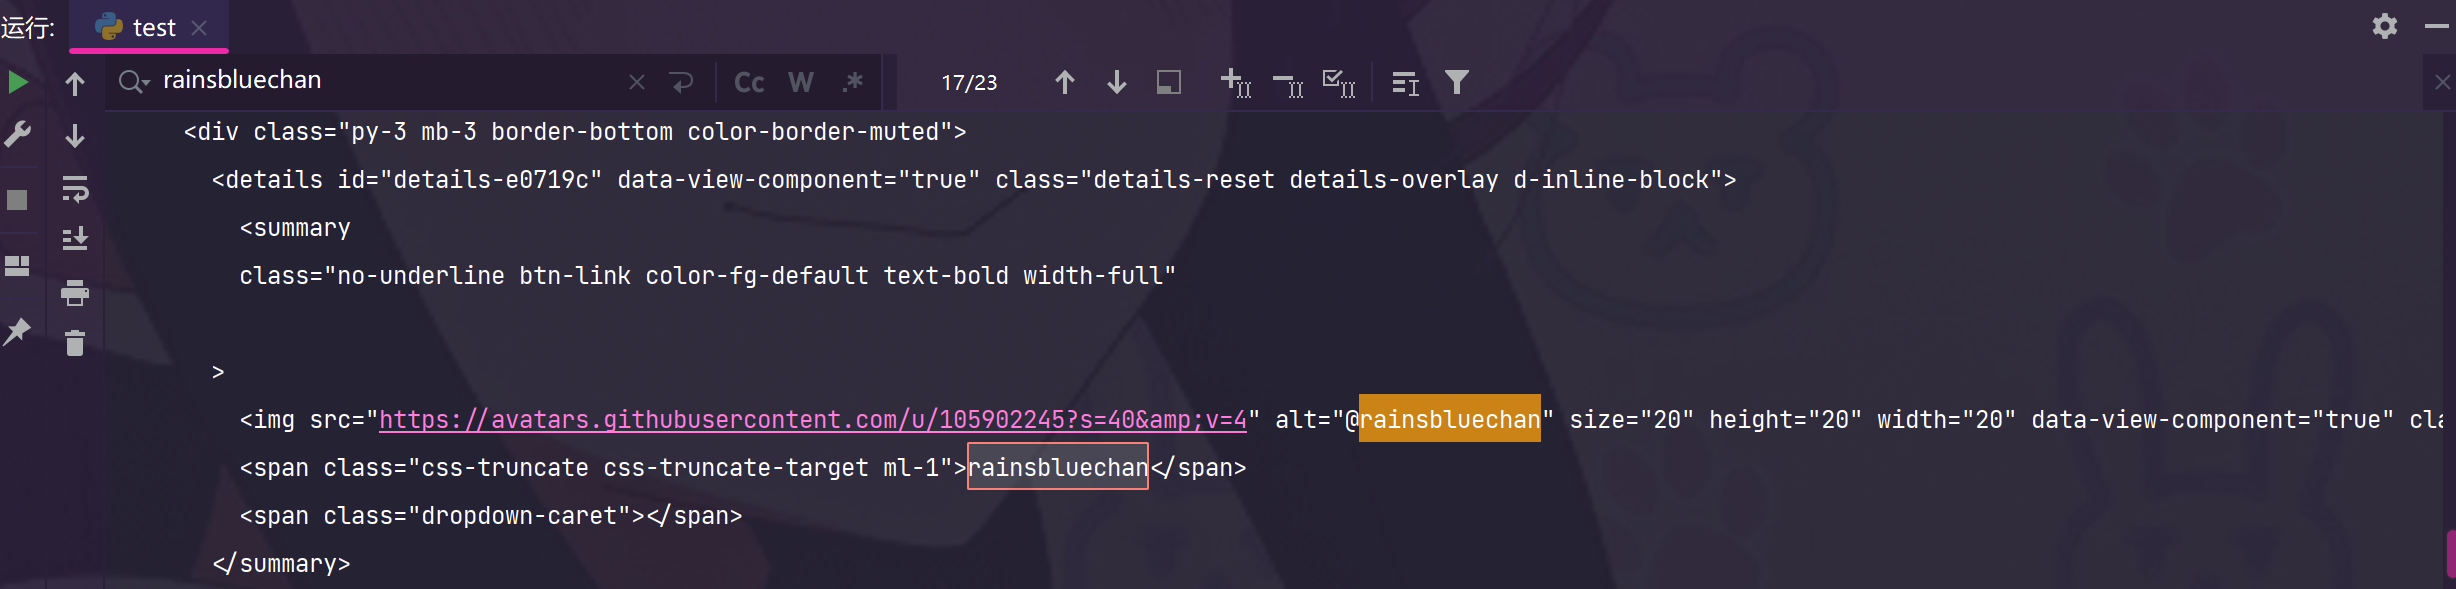 运行: test
rainsbluechan Cc W .* 17/23
<div class="py-3 mb-3 border-bottom color-border-muted">
<details id="details-e0719c" data-view-component="true" class="details-reset details-overlay d-inline-block">
<summary
class="no-underline btn-link color-fg-default text-bold width-full"
>
<img src="https://avatars.githubusercontent.com/u/105902245?s=40&amp;v=4" alt="@rainsbluechan" size="20" height="20" width="20" data-view-component="true" cla
<span class="css-truncate css-truncate-target ml-1">rainsbluechan</span>
<span class="dropdown-caret"></span>
</summary>